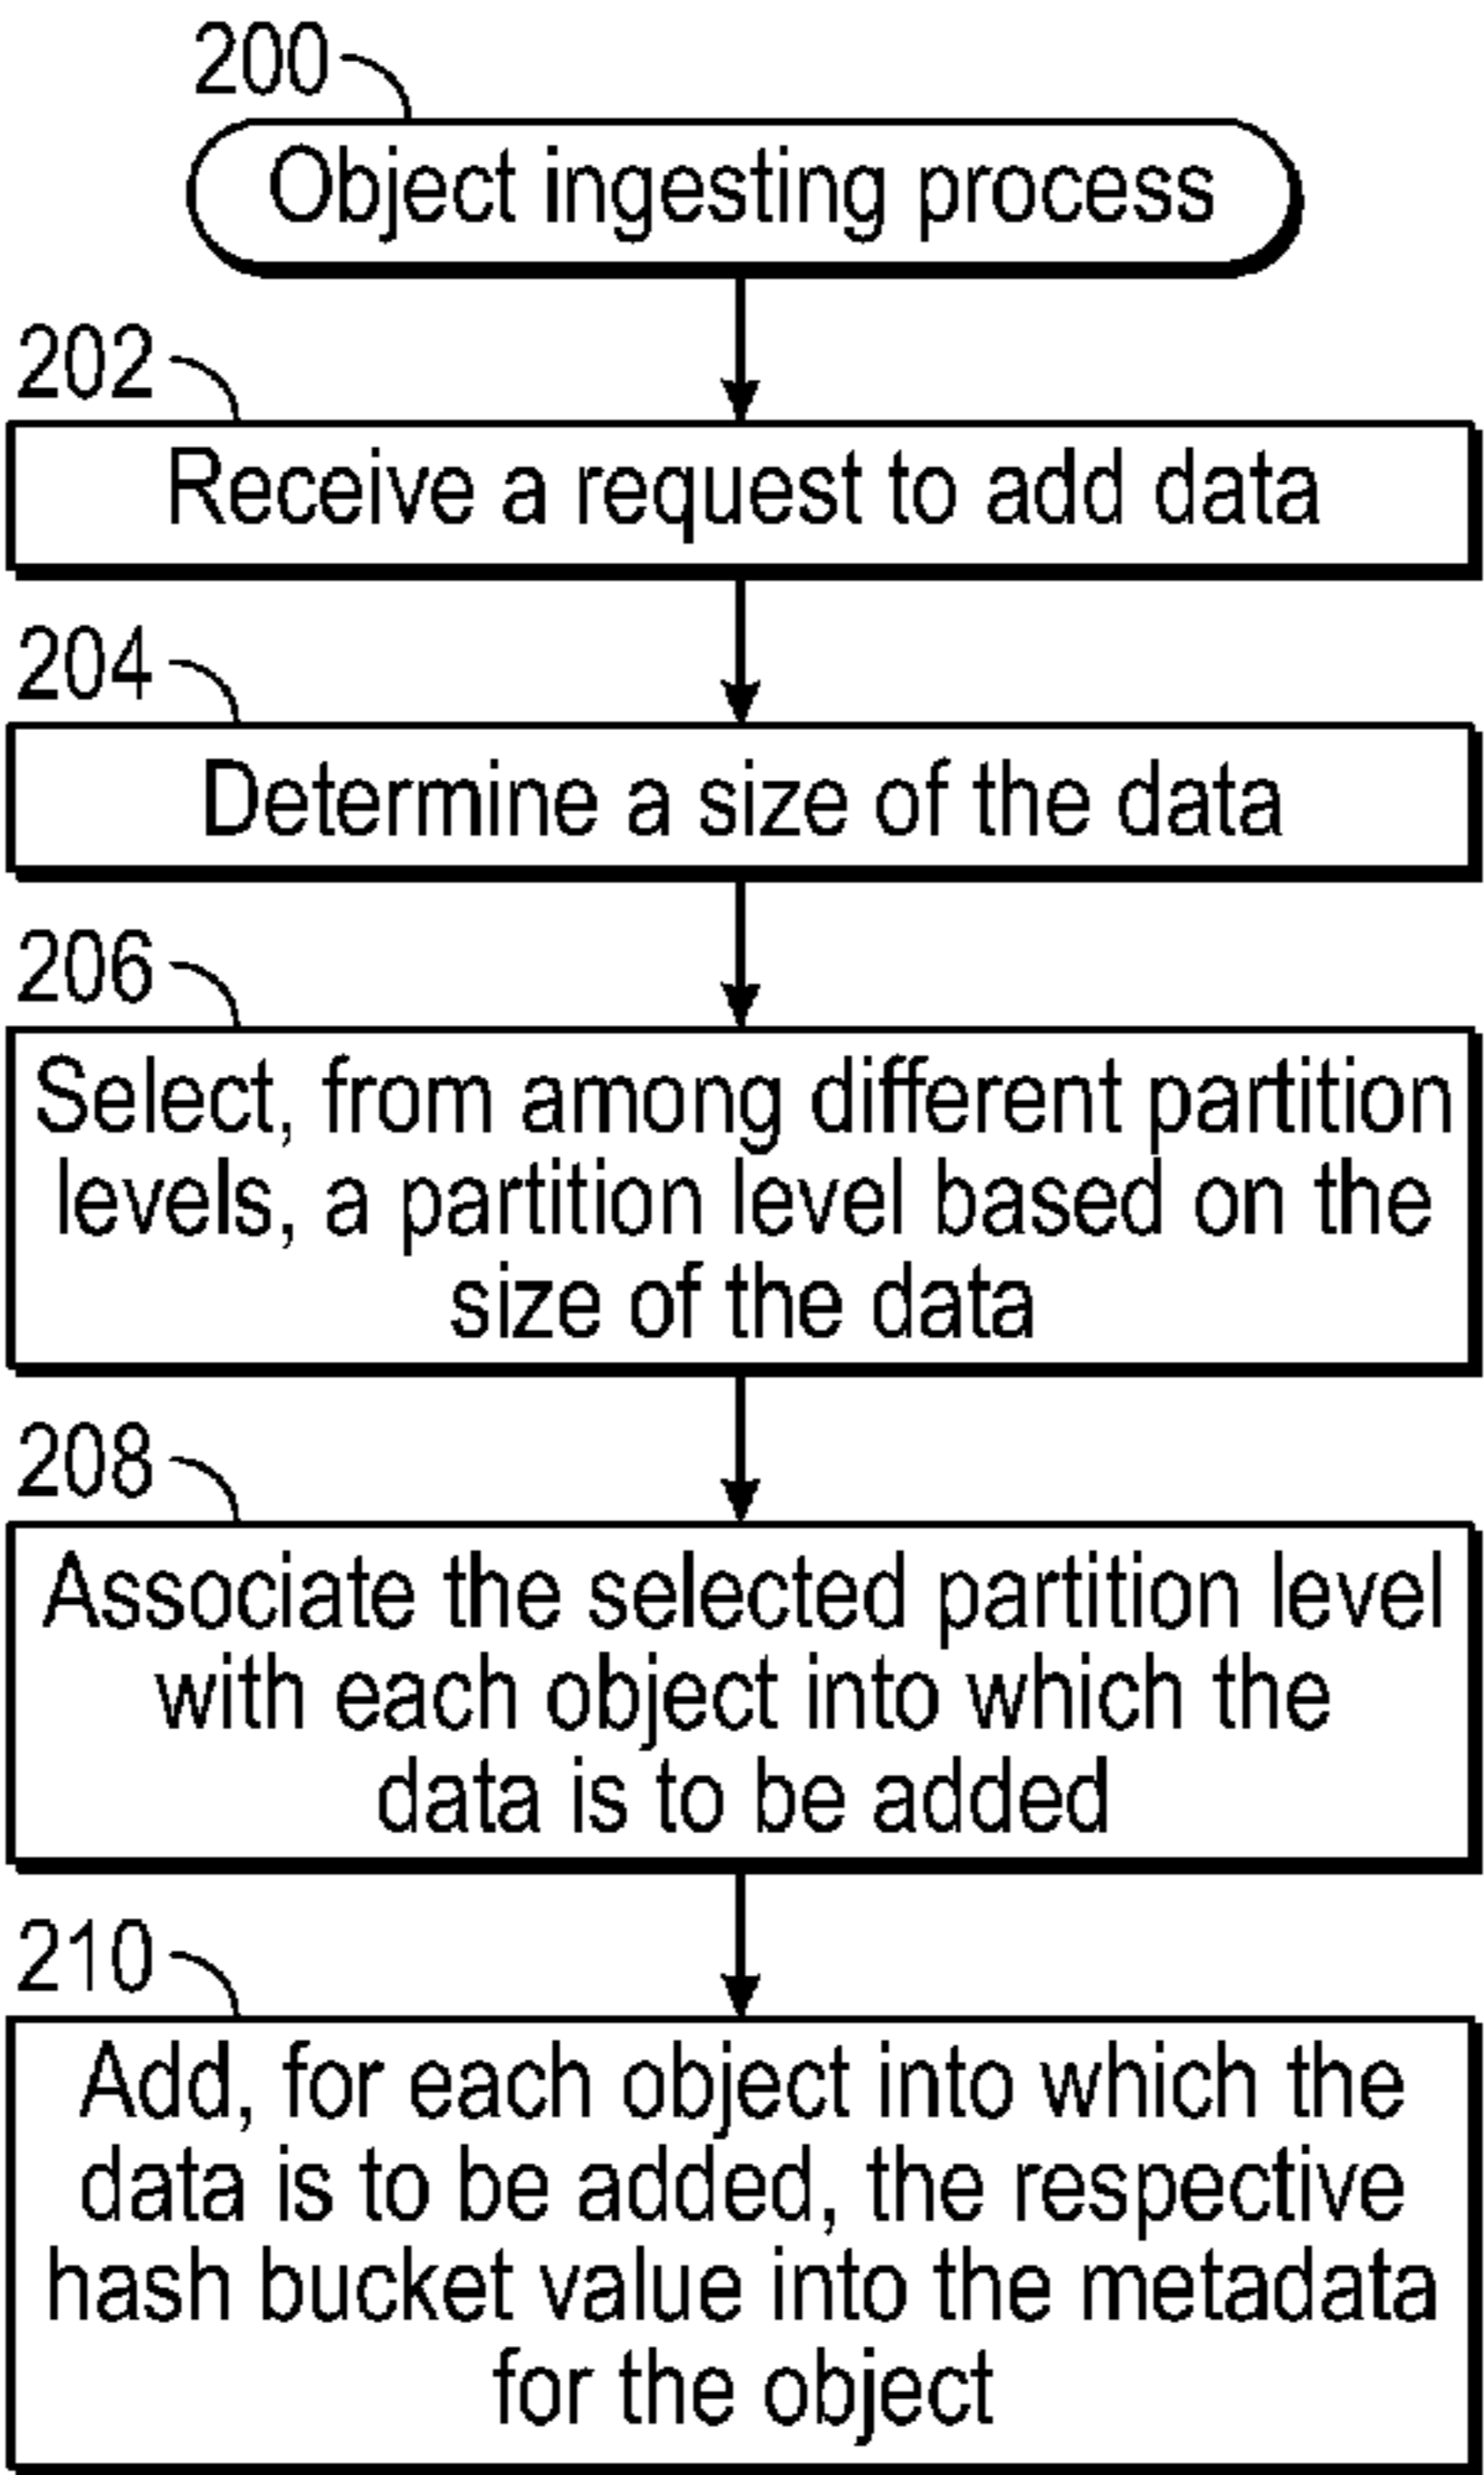 200
Object ingesting process
202
Receive a request to add data
204
Determine a size of the data
206
Select, from among different partition
levels, a partition level based on the
size of the data
208
Associate the selected partition level
with each object into which the
data is to be added
210
Add, for each object into which the
data is to be added, the respective
hash bucket value into the metadata
for the object